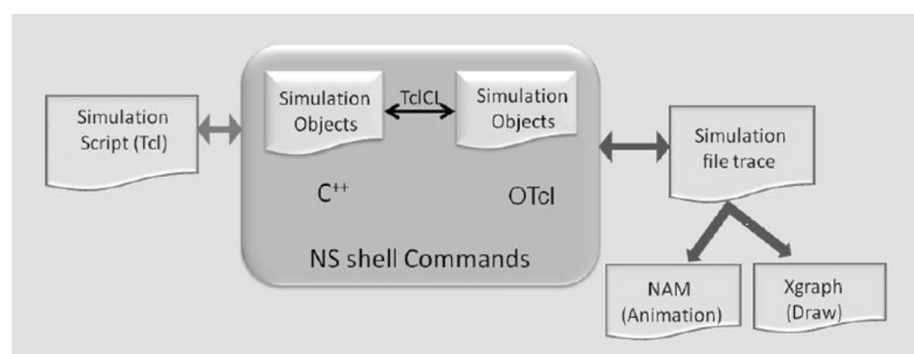 Simulation
Script (Tcl)
Simulation
Objects
TclCL
Simulation
Objects
C++
OTcl
NS shell Commands
Simulation
file trace
NAM
(Animation)
Xgraph
(Draw)